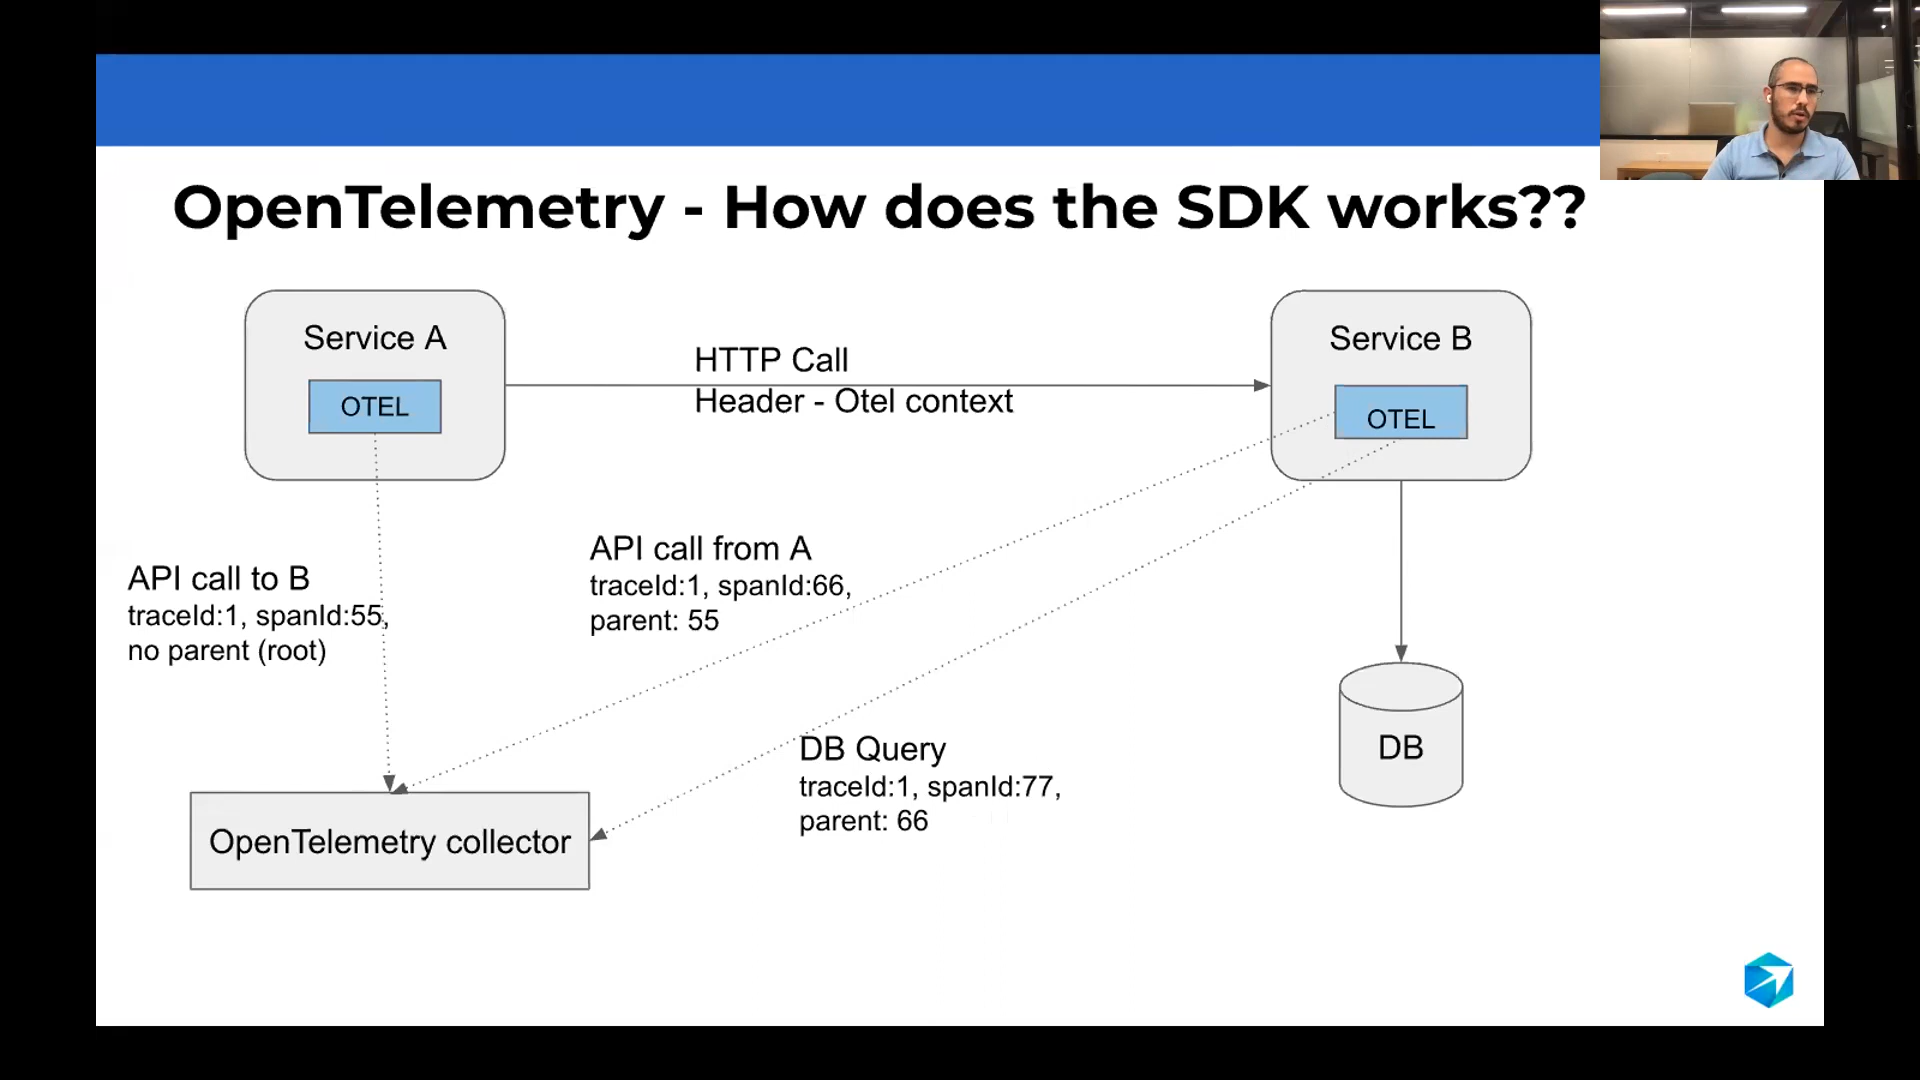 OpenTelemetry - How does the SDK works??
Service A
OTEL
HTTP Call
Header - Otel context
Service B
OTEL
API call to B
traceId:1, spanId:55,
no parent (root)
API call from A
traceId:1, spanId:66,
parent: 55
DB Query
traceId:1, spanId:77,
parent: 66
DB
OpenTelemetry collector